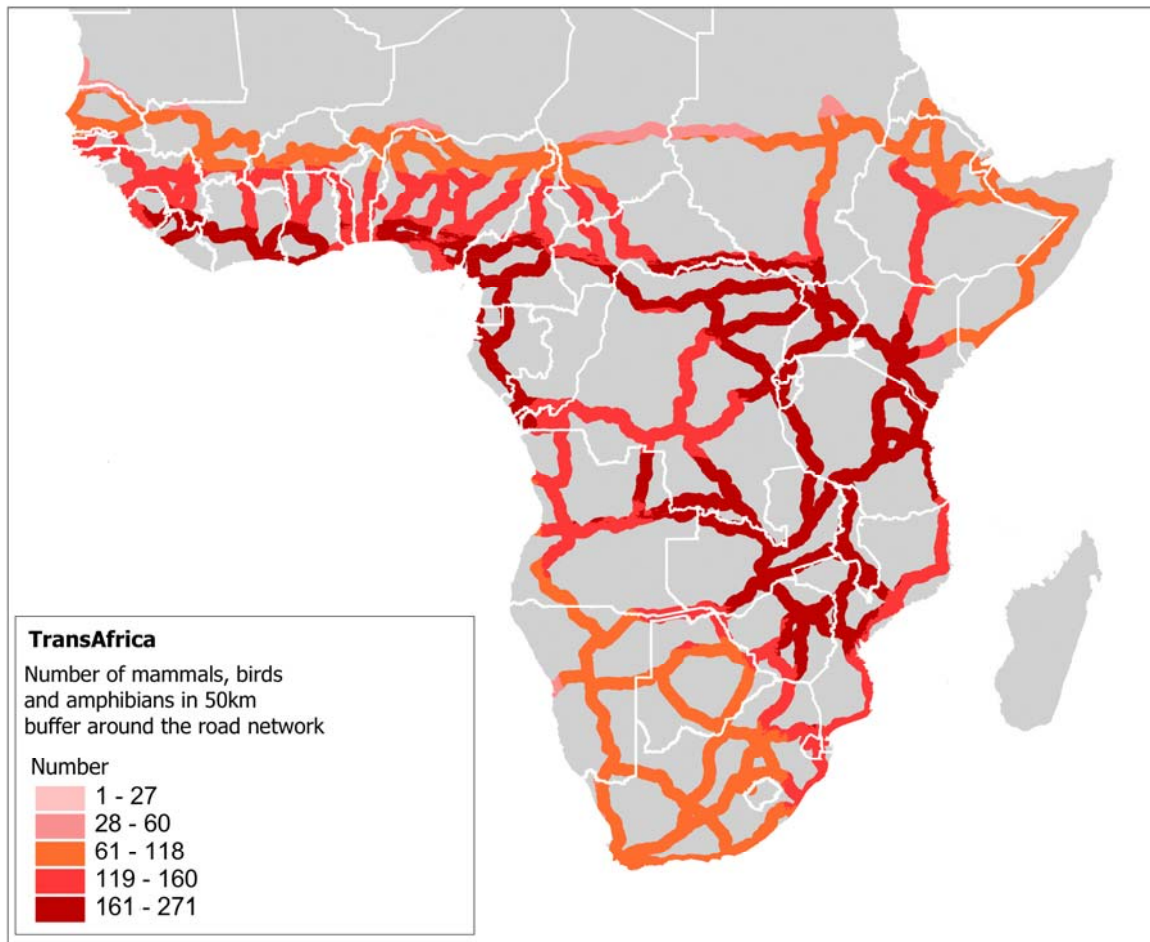 TransAfrica
Number of mammals, birds
and amphibians in 50km
buffer around the road network
Number
1 - 27
28 - 60
61 - 118
119 - 160
161 - 271